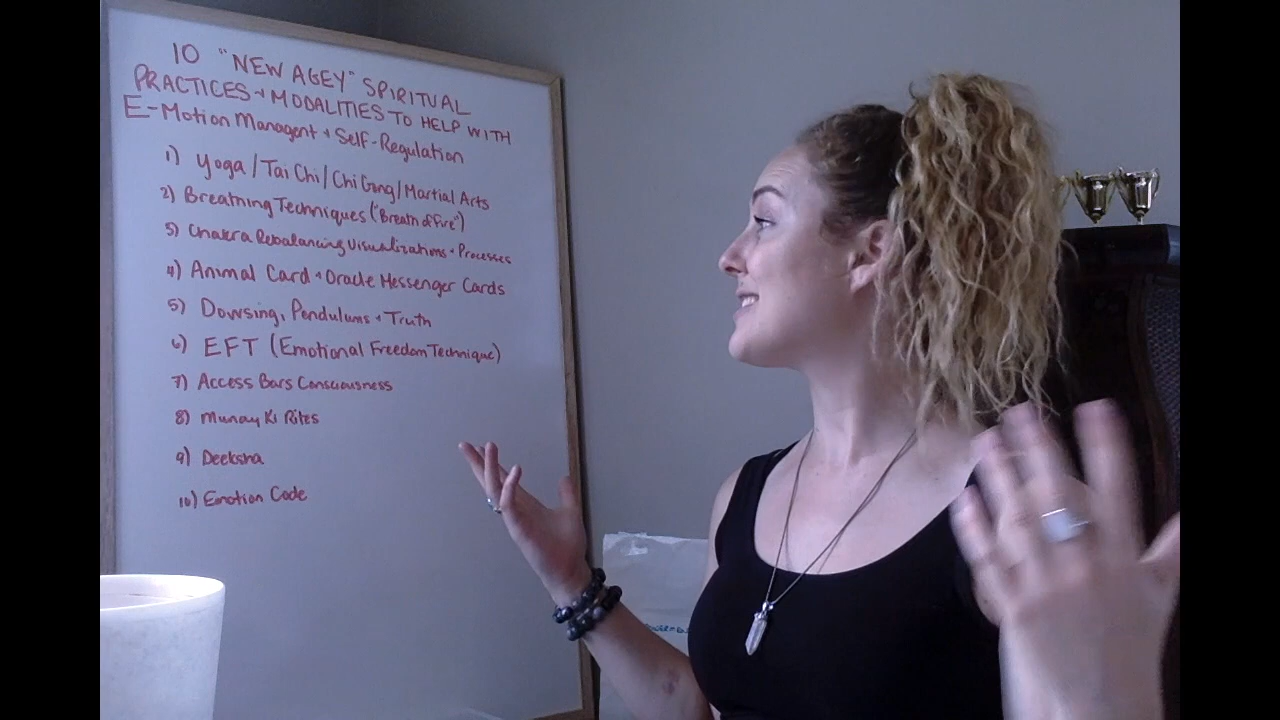 10 "NEW AGEY" SPIRITUAL
PRACTICES + MODALITIES TO HELP WITH
E-MOTION MANAGENT + SELF-REGULATION
1) Yoga / Tai Chi / Chi Gong / Martial Arts
2) Breathing Techniques ("Breath of Fire")
3) Chakra Rebalancing Visualizations + Processes
4) Animal Card + Oracle Messenger Cards
5) Dowsing, Pendulums + Truth
6) EFT (Emotional Freedom Technique)
7) Access Bars Consciousness
8) Munay Ki Rites
9) Deeksha
10) Emotion Code